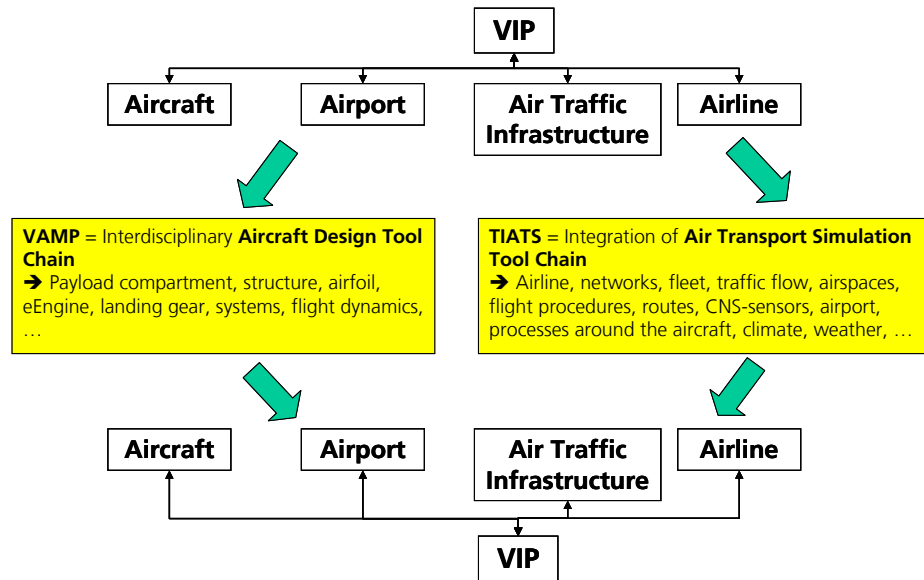 VIP
Aircraft
Airport
Air Traffic
Infrastructure
Airline
VAMP = Interdisciplinary Aircraft Design Tool
Chain
➔ Payload compartment, structure, airfoil,
eEngine, landing gear, systems, flight dynamics,
…
TIATS = Integration of Air Transport Simulation
Tool Chain
➔ Airline, networks, fleet, traffic flow, airspaces,
flight procedures, routes, CNS-sensors, airport,
processes around the aircraft, climate, weather, …
Aircraft
Airport
Air Traffic
Infrastructure
Airline
VIP